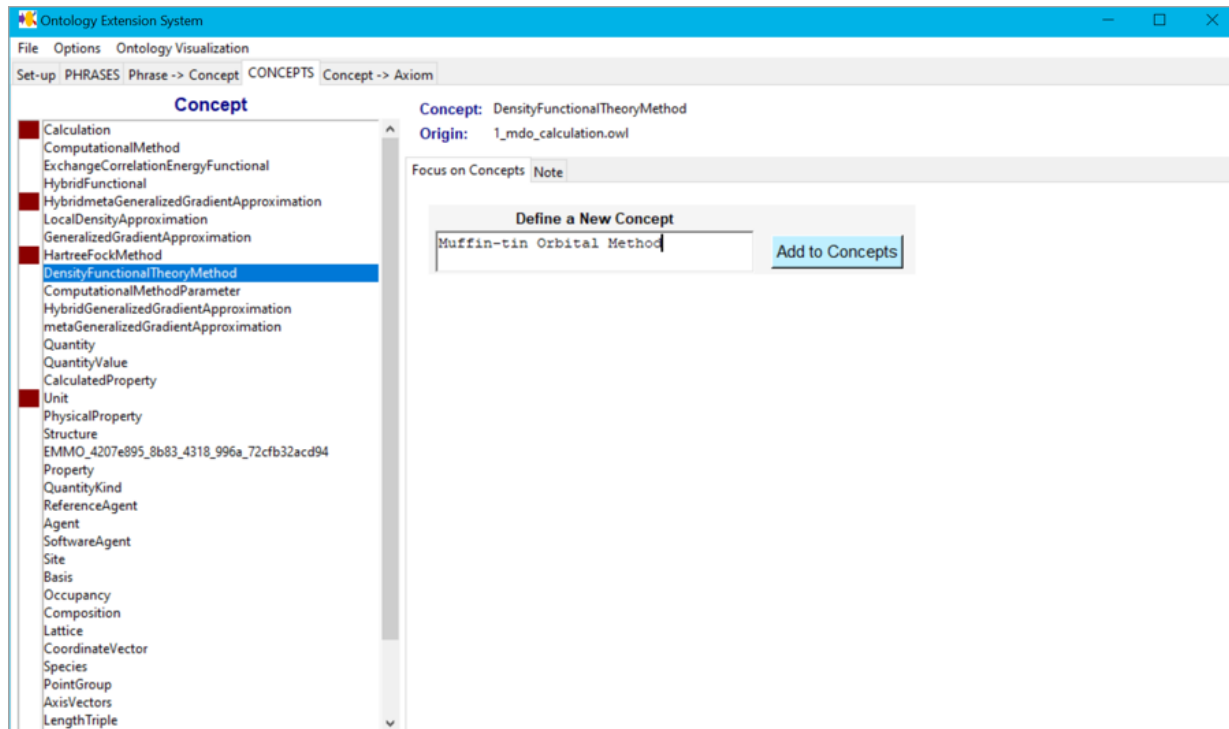 Ontology Extension System
File Options Ontology Visualization
Set-up PHRASES Phrase -> Concept CONCEPTS Concept -> Axiom
Concept
Calculation
ComputationalMethod
ExchangeCorrelationEnergyFunctional
HybridFunctional
HybridmetaGeneralizedGradientApproximation
LocalDensityApproximation
GeneralizedGradientApproximation
HartreeFockMethod
DensityFunctionalTheoryMethod
ComputationalMethodParameter
HybridGeneralizedGradientApproximation
metaGeneralizedGradientApproximation
Quantity
QuantityValue
CalculatedProperty
Unit
PhysicalProperty
Structure
EMMO_4207e895_8b83_4318_996a_72cfb32acd94
Property
QuantityKind
ReferenceAgent
Agent
SoftwareAgent
Site
Basis
Occupancy
Composition
Lattice
CoordinateVector
Species
PointGroup
AxisVectors
LengthTriple
Concept: DensityFunctionalTheoryMethod
Origin: 1_mdo_calculation.owl
Focus on Concepts Note
Define a New Concept
Muffin-tin Orbital Method
Add to Concepts